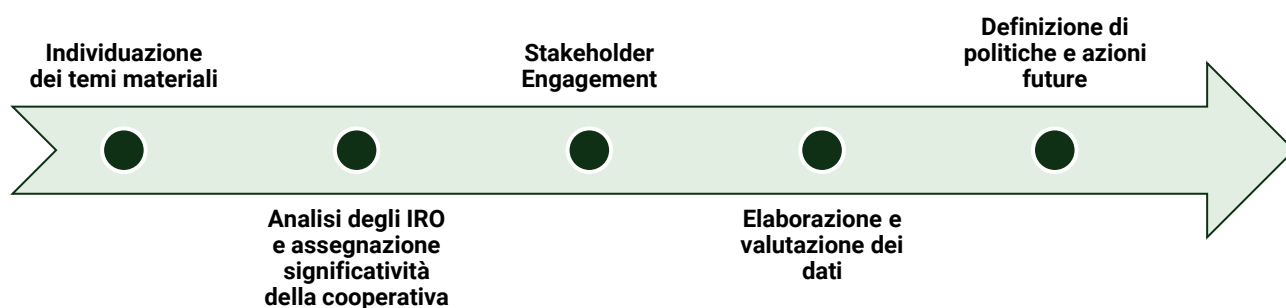 Individuazione
dei temi materiali
Analisi degli IRO
e assegnazione
significatività
della cooperativa
Stakeholder
Engagement
Elaborazione e
valutazione dei
dati
Definizione di
politiche e azioni
future